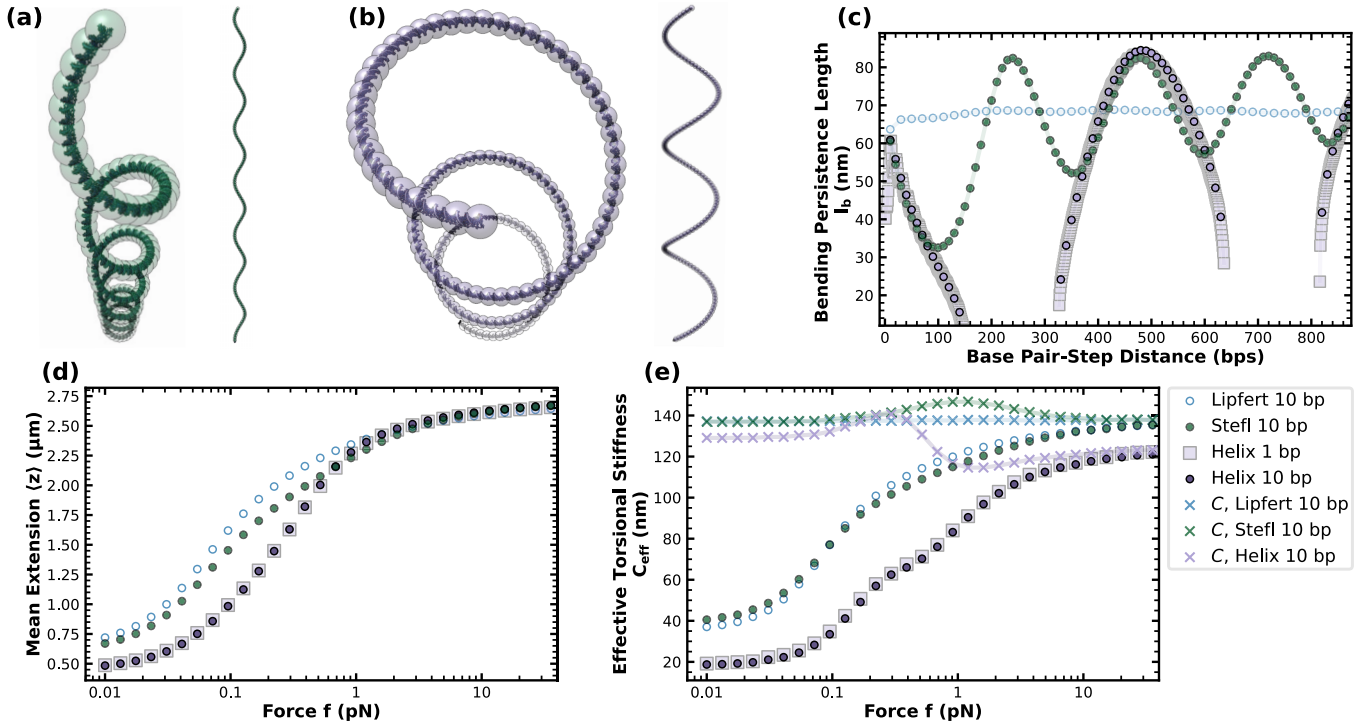 (a)
(b)
(c)
Bending Persistence Length
l_b (nm)
80
70
60
50
40
30
20
0 100 200 300 400 500 600 700 800
Base Pair-Step Distance (bps)
(d)
Mean Extension ⟨z⟩ (μm)
2.75
2.50
2.25
2.00
1.75
1.50
1.25
1.00
0.75
0.50
0.01 0.1 1 10
Force f (pN)
(e)
Effective Torsional Stiffness
C_eff (nm)
140
120
100
80
60
40
20
0.01 0.1 1 10
Force f (pN)
Lipfert 10 bp
Stefl 10 bp
Helix 1 bp
Helix 10 bp
C, Lipfert 10 bp
C, Stefl 10 bp
C, Helix 10 bp